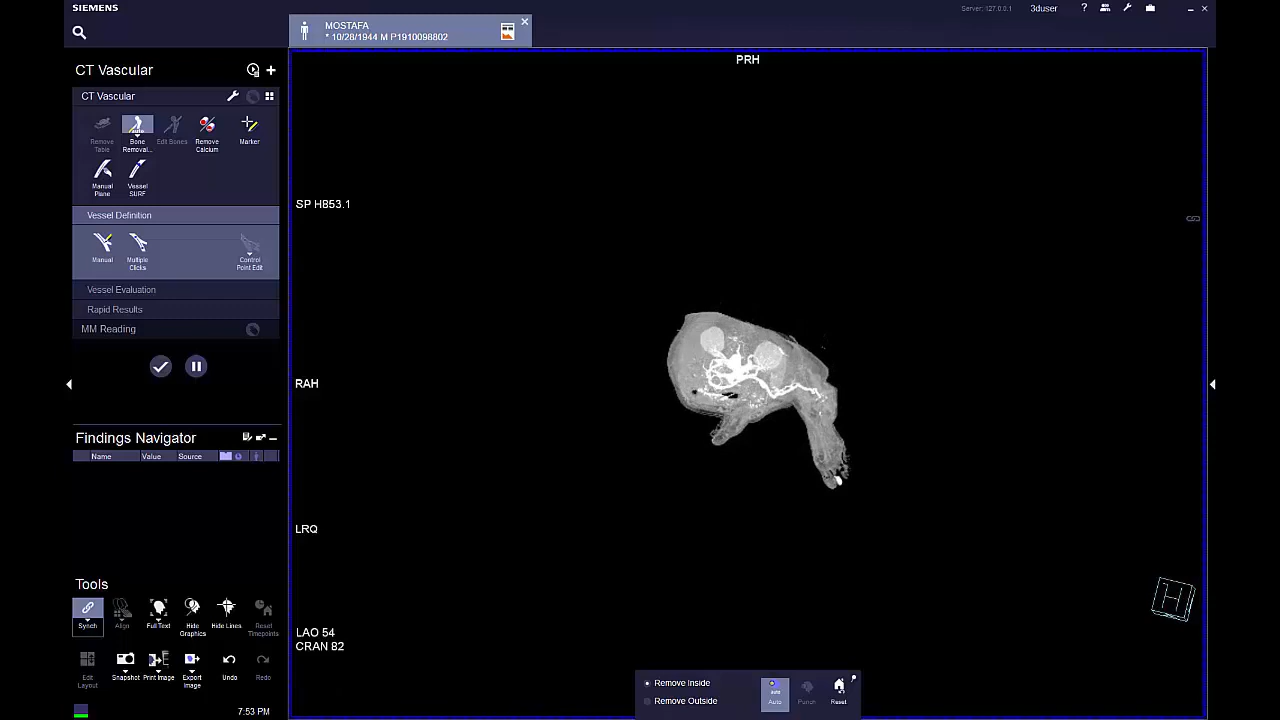 SIEMENS
Server: 127.0.0.1
3duser
?
MOSTAFA
* 10/28/1944 M P1910098802
CT Vascular
CT Vascular
Remove Table
auto
Bone Removal...
Edit Bones
Remove Calcium
Marker
Manual Plane
Vessel SURF
Vessel Definition
Manual
Multiple Clicks
Control Point Edit
Vessel Evaluation
Rapid Results
MM Reading
Findings Navigator
Name Value Source
Tools
Synch
Align
Full Text
Hide Graphics
Hide Lines
Reset Timepoints
Edit Layout
Snapshot
Print Image
Export Image
Undo
Redo
7:53 PM
PRH
SP H853.1
RAH
LRQ
LAO 54
CRAN 82
H
Remove Inside
Remove Outside
auto
Auto
Punch
Reset